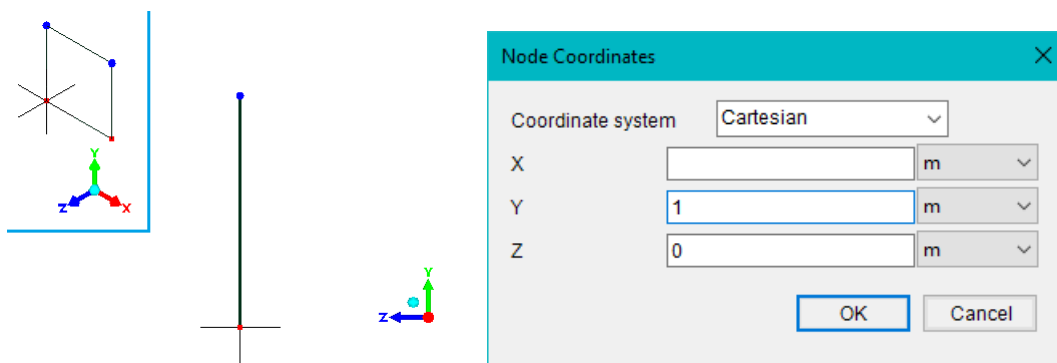 Y
Z
X
Y
Z
Node Coordinates
Coordinate system Cartesian
X m
Y 1 m
Z 0 m
OK Cancel